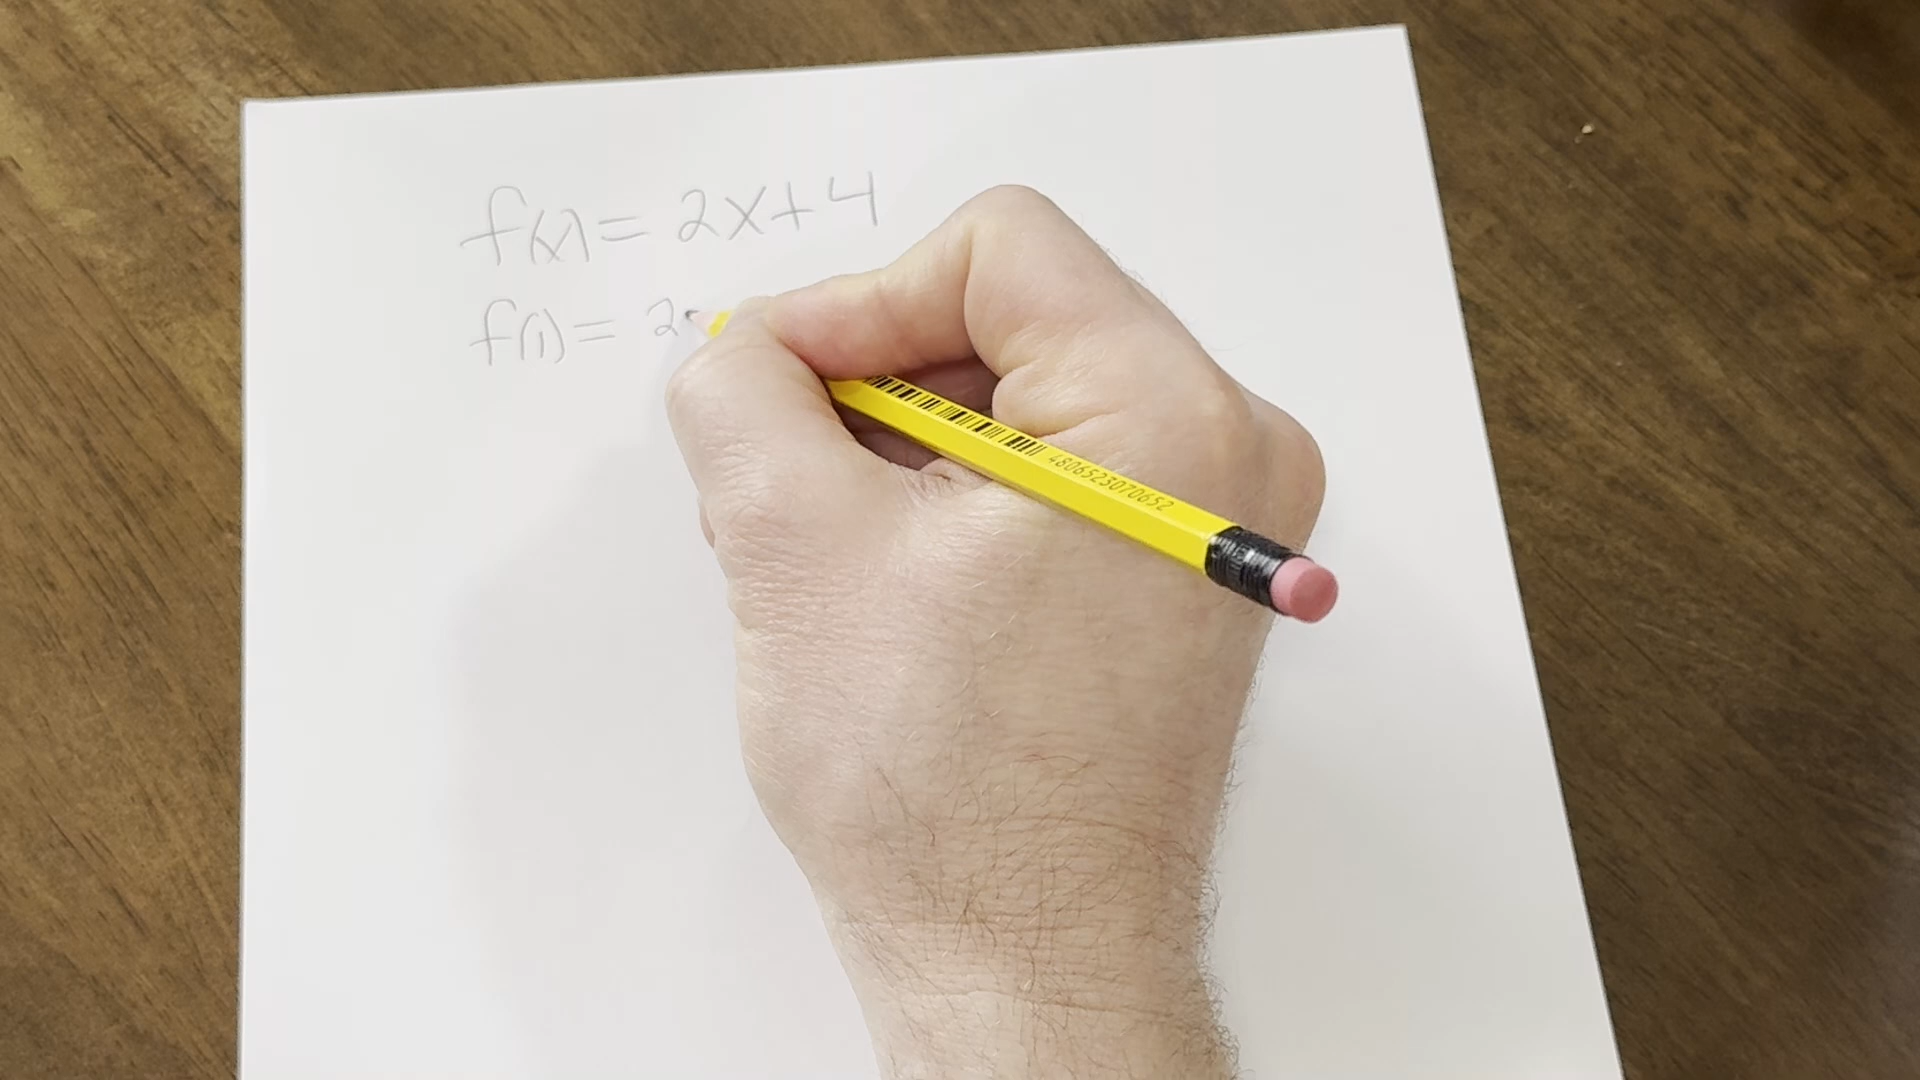 f(x) = 2x+4
f(1) = 2
4806523070652